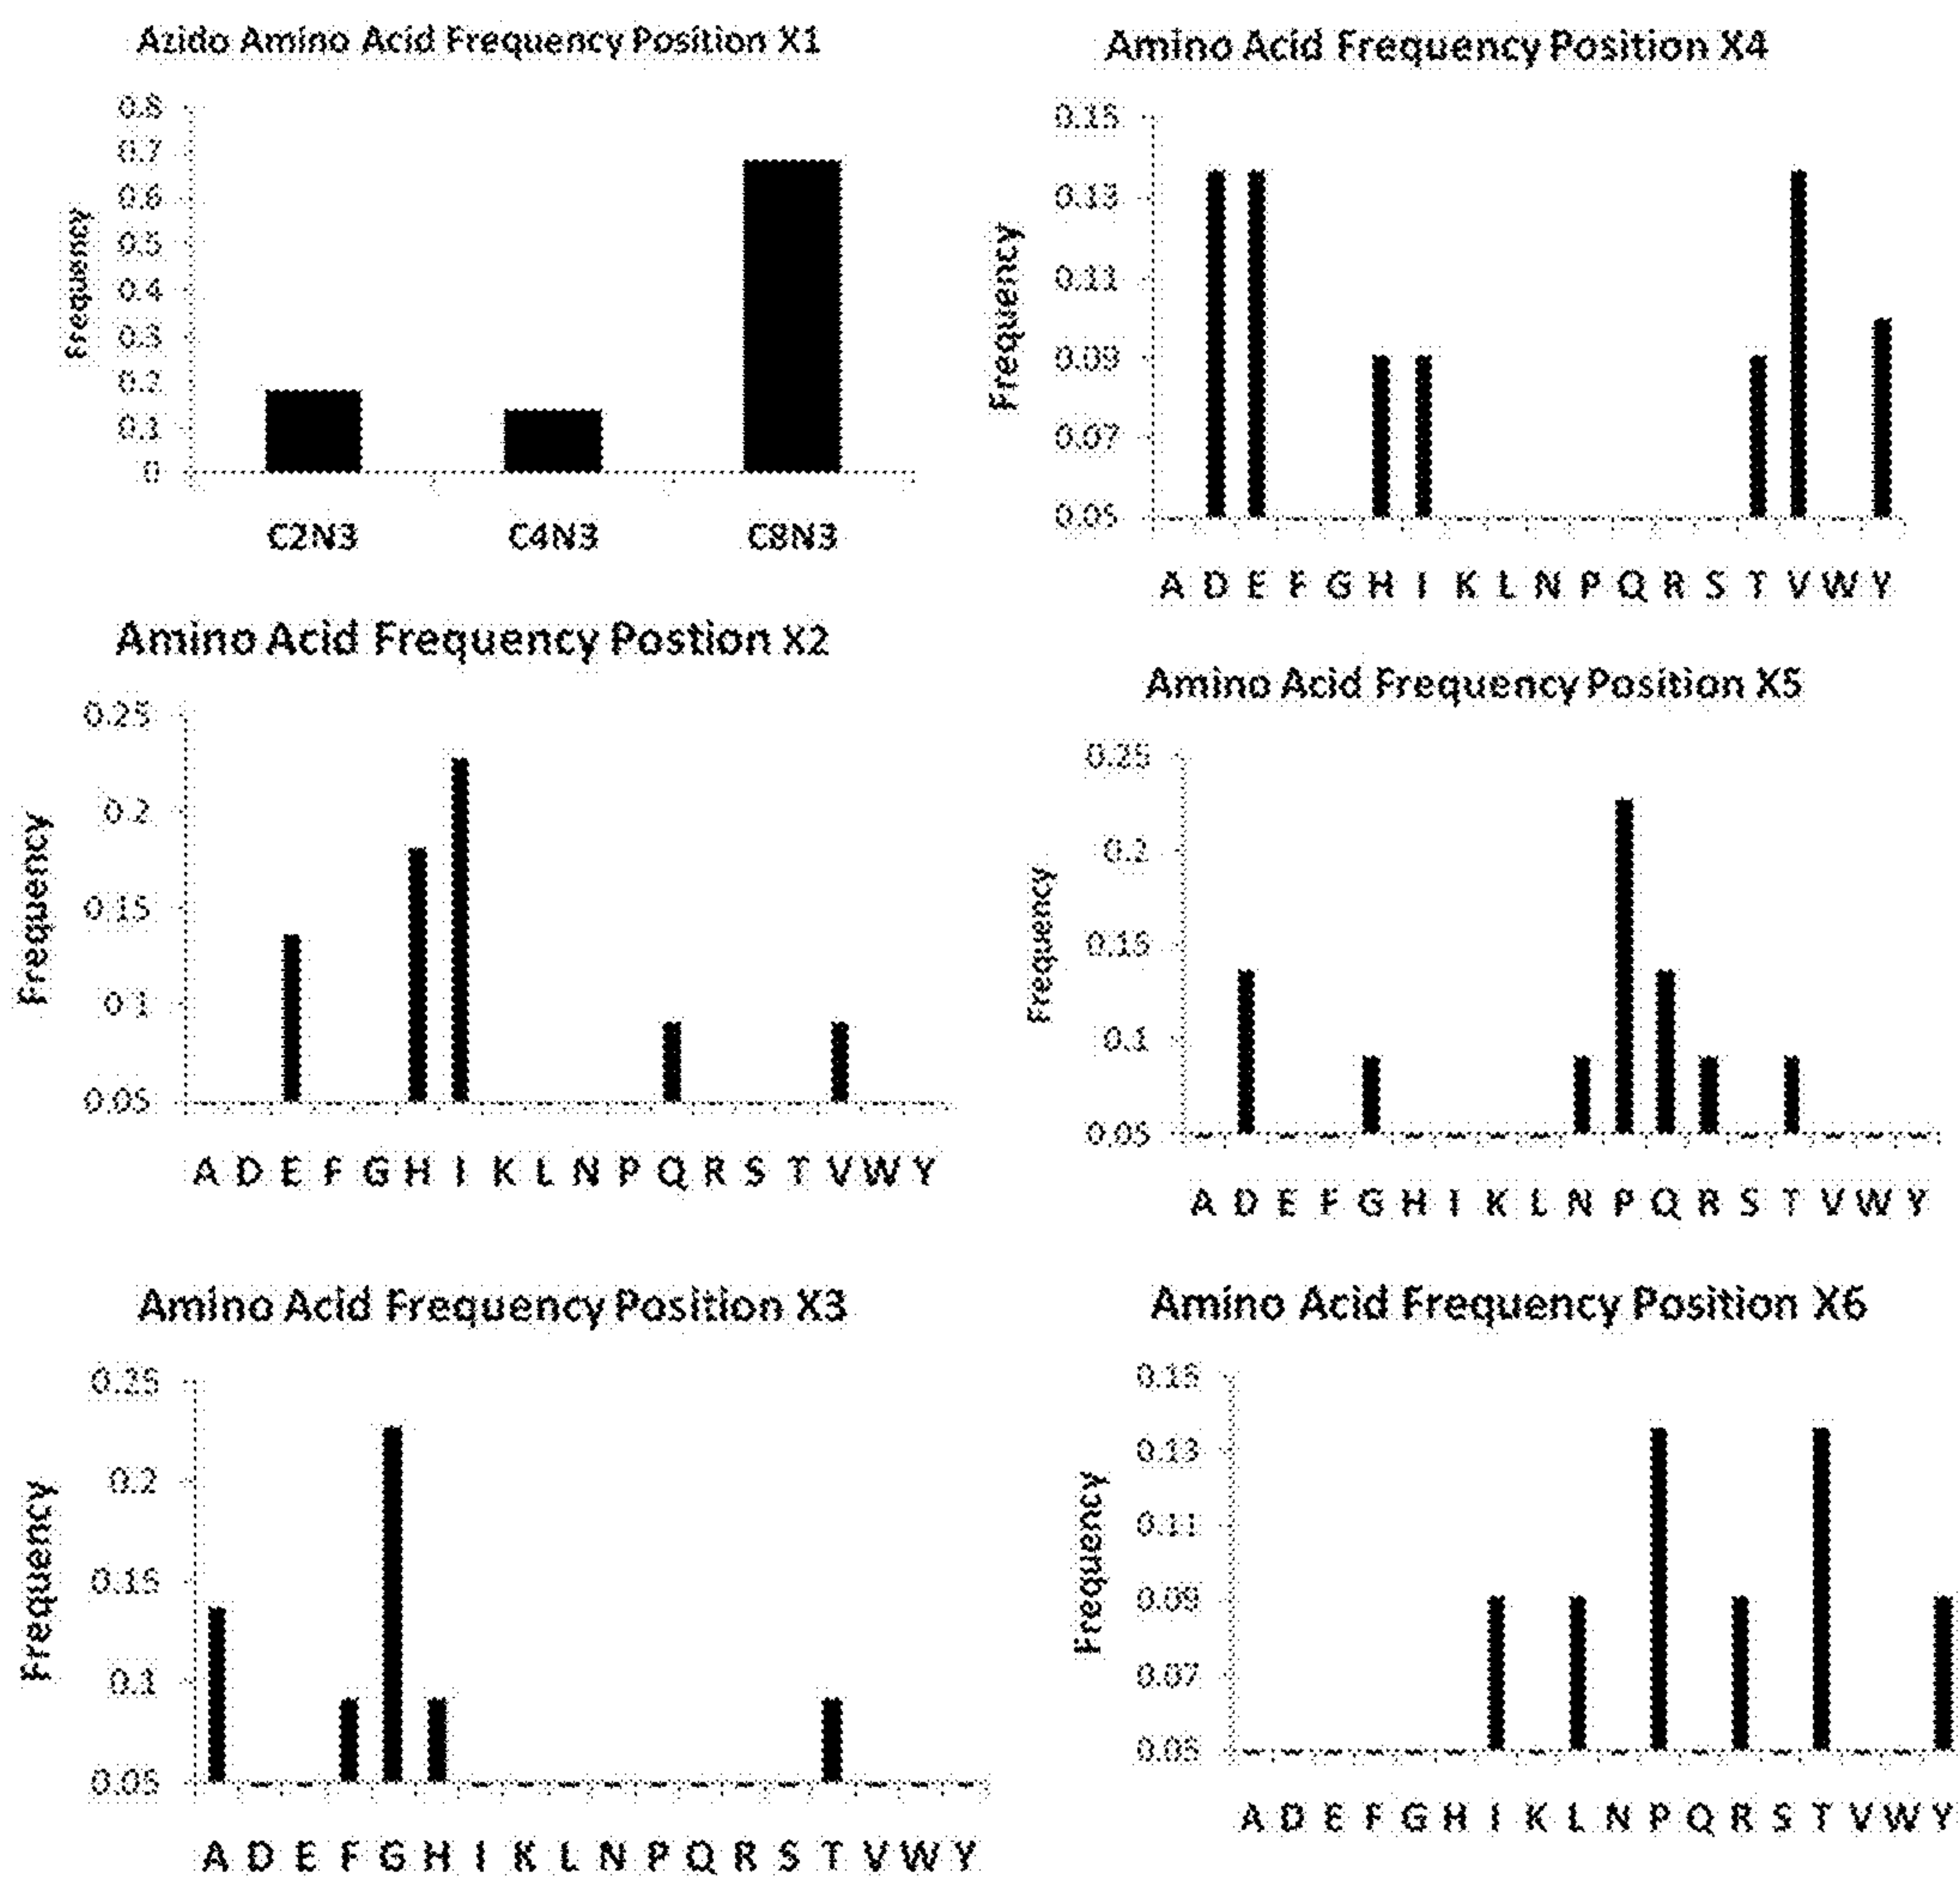 Azido Amino Acid Frequency Position X1
0.8
0.7
0.6
0.5
0.4
0.3
0.2
0.1
0
Frequency
C2N3 C4N3 C8N3
Amino Acid Frequency Postion X2
0.25
0.2
0.15
0.1
0.05
Frequency
A D E F G H I K L N P Q R S T V W Y
Amino Acid Frequency Position X3
0.25
0.2
0.15
0.1
0.05
Frequency
A D E F G H I K L N P Q R S T V W Y
Amino Acid Frequency Position X4
0.15
0.13
0.11
0.09
0.07
0.05
Frequency
A D E F G H I K L N P Q R S T V W Y
Amino Acid Frequency Position X5
0.25
0.2
0.15
0.1
0.05
Frequency
A D E F G H I K L N P Q R S T V W Y
Amino Acid Frequency Position X6
0.15
0.13
0.11
0.09
0.07
0.05
Frequency
A D E F G H I K L N P Q R S T V W Y